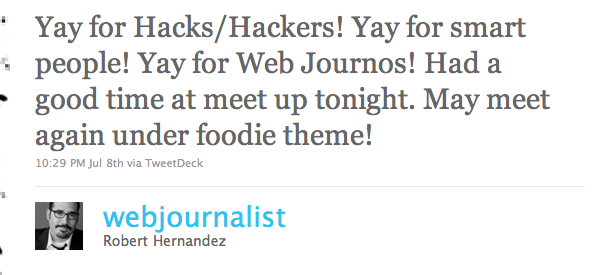 Yay for Hacks/Hackers! Yay for smart
people! Yay for Web Journos! Had a
good time at meet up tonight. May meet
again under foodie theme!
10:29 PM Jul 8th via TweetDeck
webjournalist
Robert Hernandez